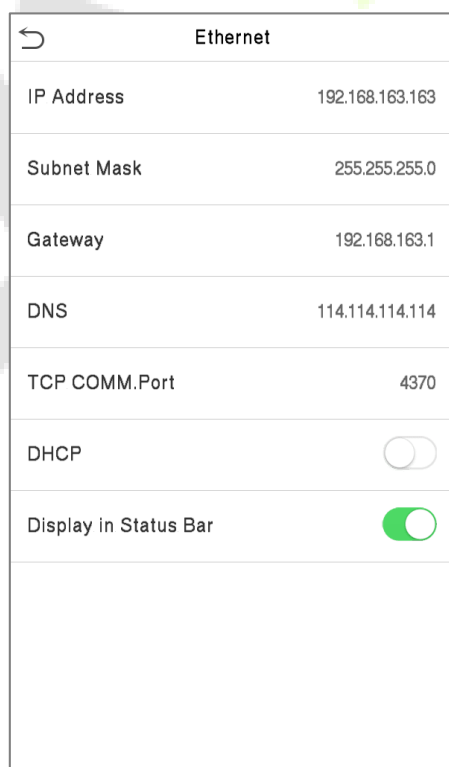 Ethernet
IP Address 192.168.163.163
Subnet Mask 255.255.255.0
Gateway 192.168.163.1
DNS 114.114.114.114
TCP COMM.Port 4370
DHCP
Display in Status Bar